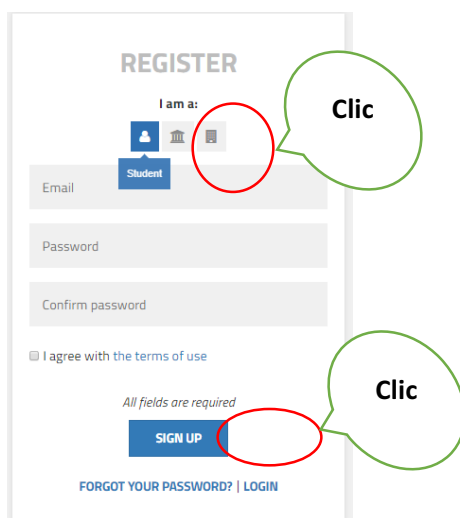 REGISTER
I am a:
Clic
Student
Email
Password
Confirm password
I agree with the terms of use
All fields are required
Clic
SIGN UP
FORGOT YOUR PASSWORD? | LOGIN